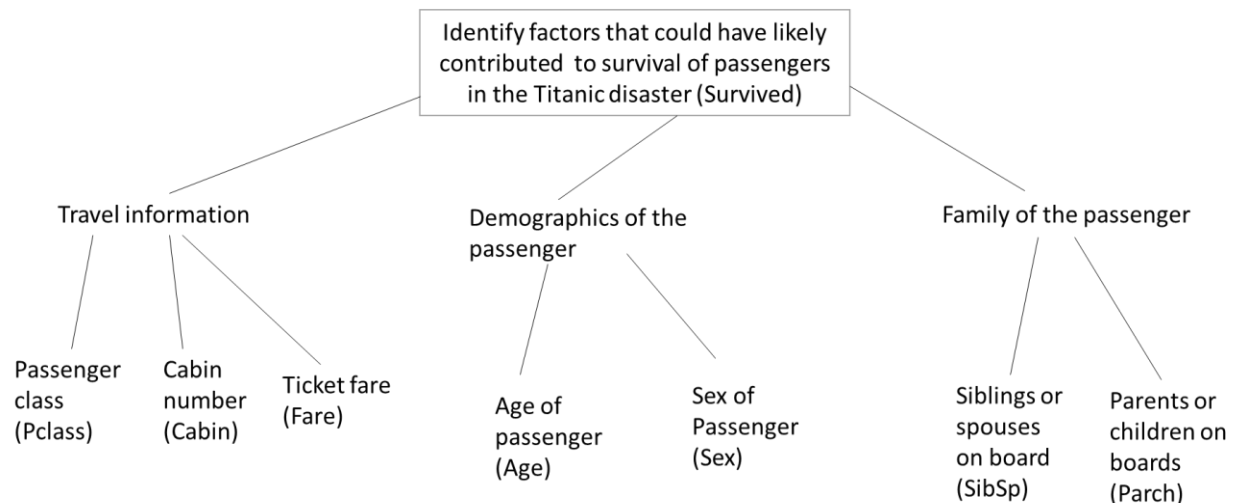 Identify factors that could have likely
contributed to survival of passengers
in the Titanic disaster (Survived)
Travel information
Demographics of the
passenger
Family of the passenger
Passenger
class
(Pclass)
Cabin
number
(Cabin)
Ticket fare
(Fare)
Age of
passenger
(Age)
Sex of
Passenger
(Sex)
Siblings or
spouses
on board
(SibSp)
Parents or
children on
boards
(Parch)